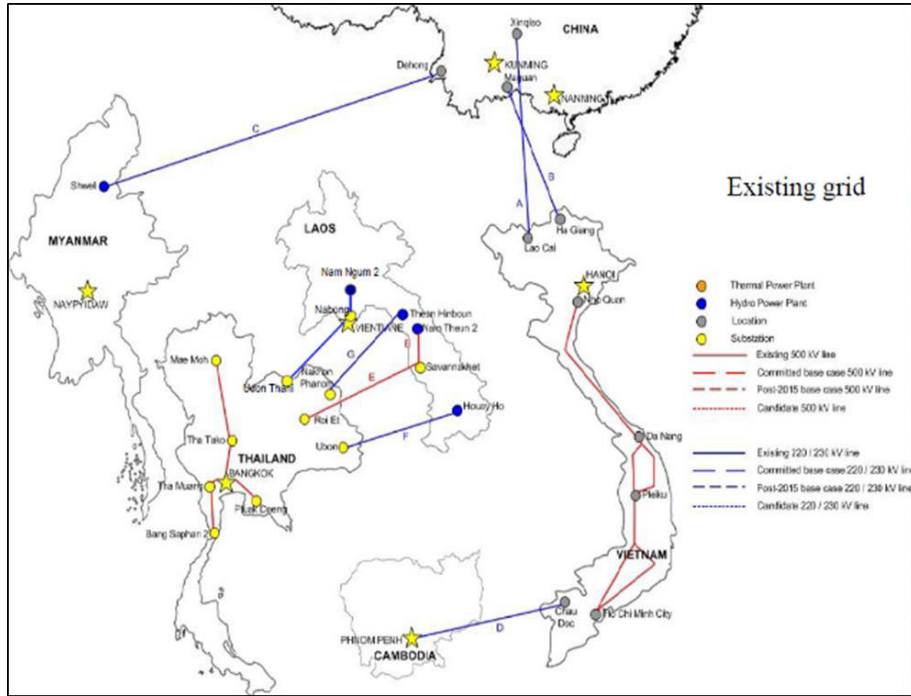 Xinqiao
CHINA
Dehong
KUNMING
Maguan
NANNING
C
Shweli
B
A
Existing grid
Ha Giang
LAOS
Lao Cai
MYANMAR
HANOI
Nam Ngum 2
Thermal Power Plant
Hydro Power Plant
Location
Substation
NAYPYIDAW
Nho Quan
Nabong
Theun Hinboun
VIENTIANE
Nam Theun 2
Mae Moh
G
E
Existing 500 kV line
Nakhon
Phanom
Savannakhet
Committed base case 500 kV line
Udon Thani
E
Post-2015 base case 500 kV line
Candidate 500 kV line
Roi Et
Houay Ho
Tha Tako
Ubon
F
Da Nang
THAILAND
Existing 220 / 230 kV line
BANGKOK
Committed base case 220 / 230 kV line
Tha Muang
Pluak Daeng
Pleiku
Post-2015 base case 220 / 230 kV line
Candidate 220 / 230 kV line
Bang Saphan 2
VIETNAM
Chau
Doc
Ho Chi Minh City
D
PHNOM PENH
CAMBODIA